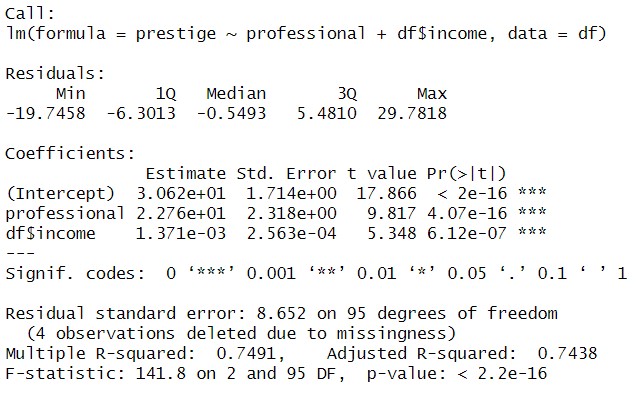 Call:
lm(formula = prestige ~ professional + df$income, data = df)
Residuals:
Min 1Q Median 3Q Max
-19.7458 -6.3013 -0.5493 5.4810 29.7818
Coefficients:
Estimate Std. Error t value Pr(>|t|)
(Intercept) 3.062e+01 1.714e+00 17.866 < 2e-16 ***
professional 2.276e+01 2.318e+00 9.817 4.07e-16 ***
df$income 1.371e-03 2.563e-04 5.348 6.12e-07 ***
---
Signif. codes: 0 ‘***’ 0.001 ‘**’ 0.01 ‘*’ 0.05 ‘.’ 0.1 ‘ ’ 1
Residual standard error: 8.652 on 95 degrees of freedom
(4 observations deleted due to missingness)
Multiple R-squared: 0.7491, Adjusted R-squared: 0.7438
F-statistic: 141.8 on 2 and 95 DF, p-value: < 2.2e-16